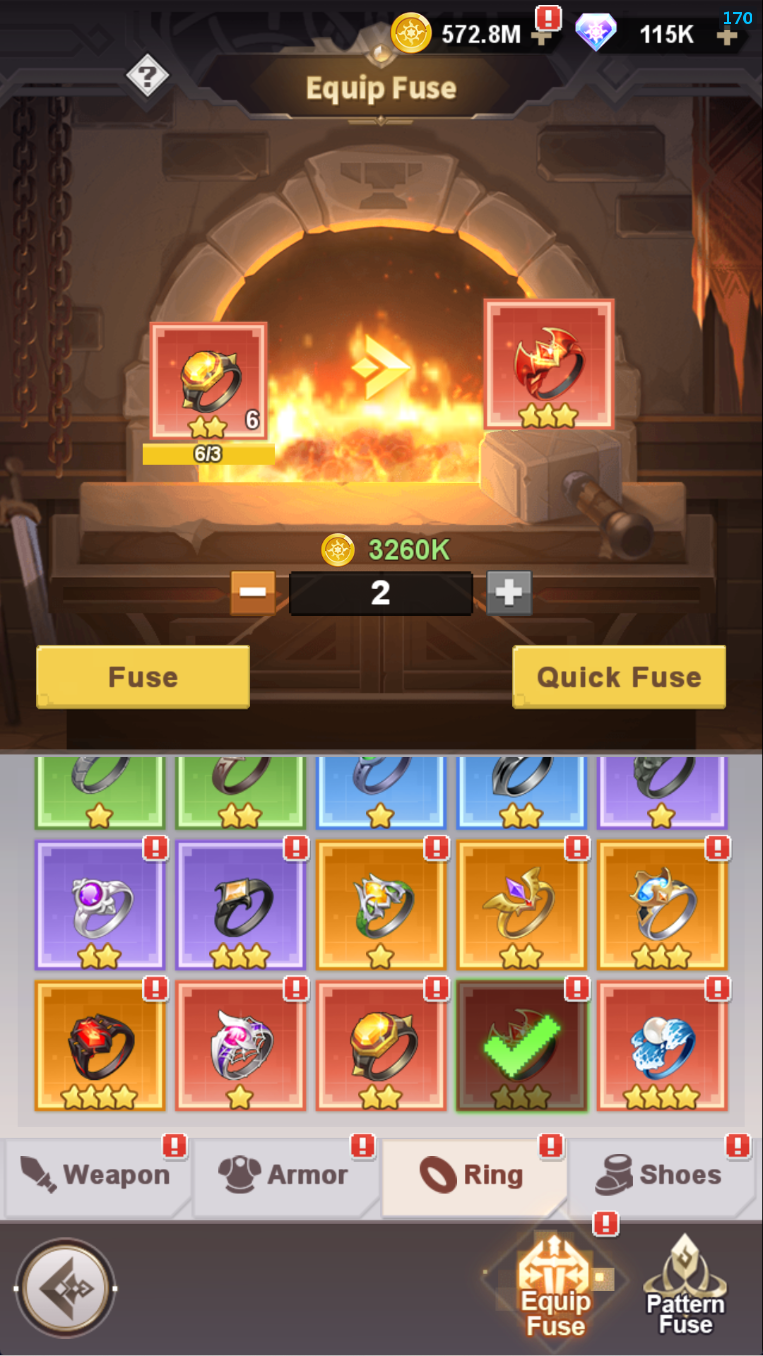 170
572.8M
115K
?
Equip Fuse
6
6/3
3260K
2
Fuse
Quick Fuse
Weapon
Armor
Ring
Shoes
Equip
Fuse
Pattern
Fuse